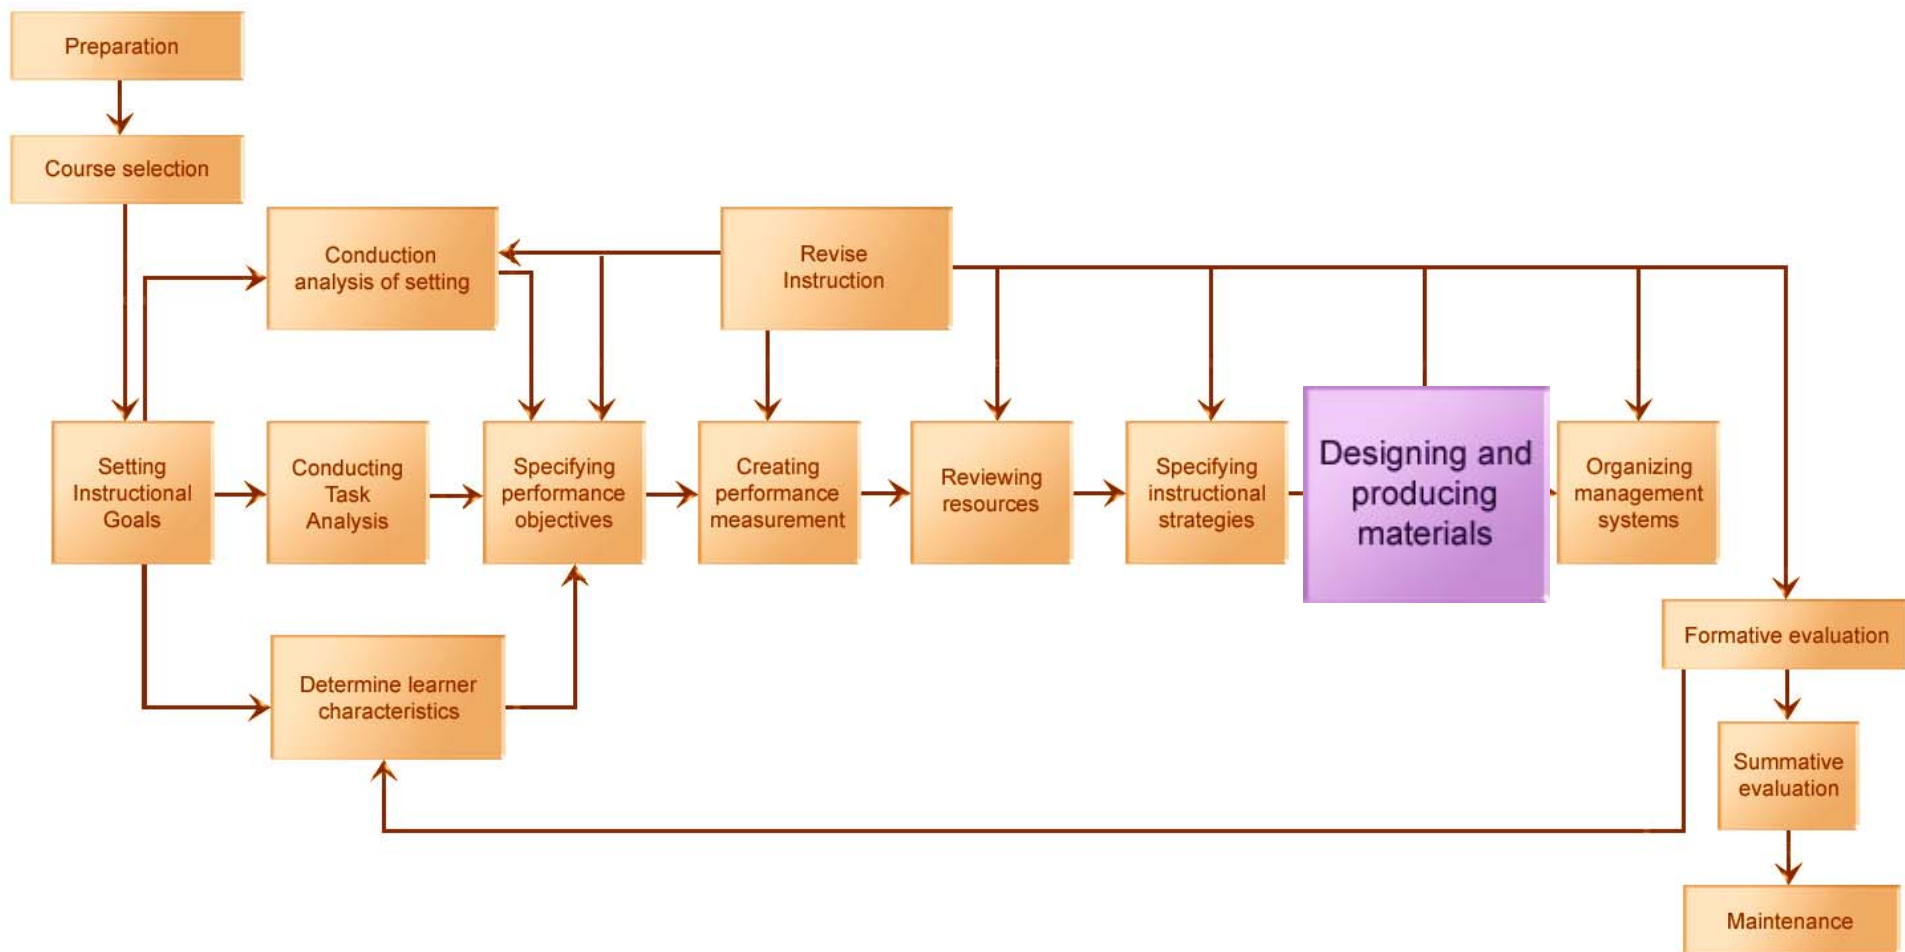 Preparation
Course selection
Conduction
analysis of setting
Revise
Instruction
Setting
Instructional
Goals
Conducting
Task
Analysis
Specifying
performance
objectives
Creating
performance
measurement
Reviewing
resources
Specifying
instructional
strategies
Designing and
producing
materials
Organizing
management
systems
Determine learner
characteristics
Formative evaluation
Summative
evaluation
Maintenance